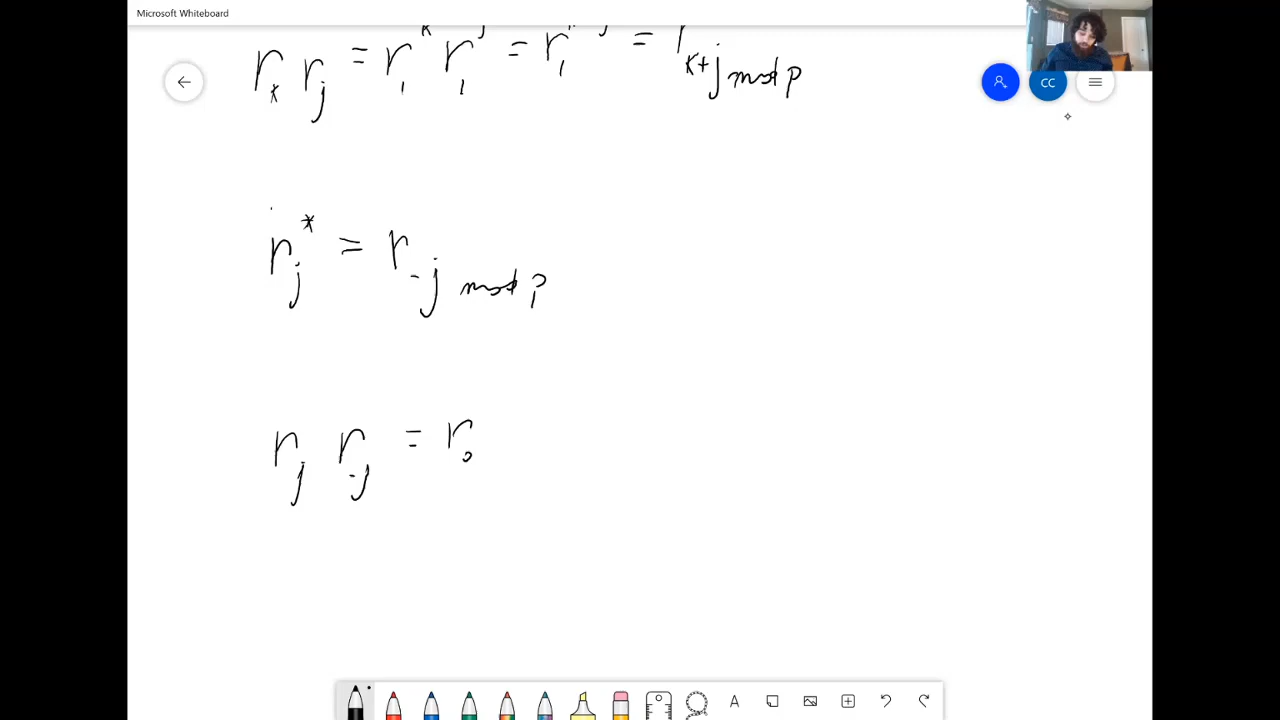 Microsoft Whiteboard
r_k r_j = r_1^k r_1^j = r_1^{k+j} = r_{k+j mod p}
CC
r_j^* = r_{-j mod p}
r_j r_{-j} = r_0
A